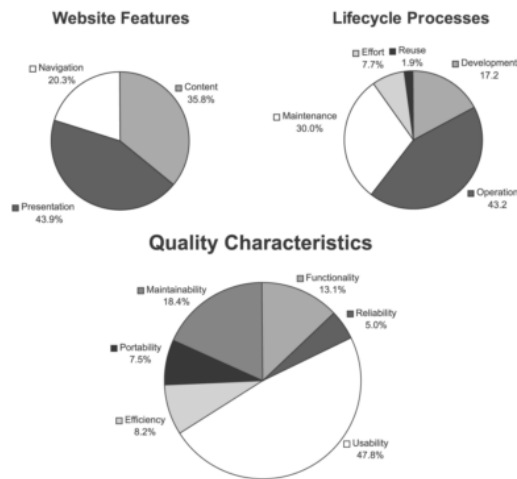 Website Features
Navigation
20.3%
Content
35.8%
Presentation
43.9%
Lifecycle Processes
Effort
7.7%
Reuse
1.9%
Development
17.2
Maintenance
30.0%
Operation
43.2
Quality Characteristics
Functionality
13.1%
Maintainability
18.4%
Reliability
5.0%
Portability
7.5%
Efficiency
8.2%
Usability
47.8%